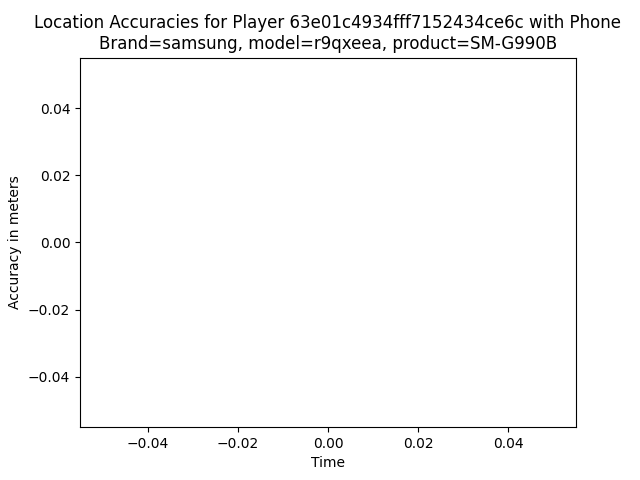 Location Accuracies for Player 63e01c4934fff7152434ce6c with Phone
Brand=samsung, model=r9qxeea, product=SM-G990B
Accuracy in meters
0.04
0.02
0.00
−0.02
−0.04
−0.04
−0.02
0.00
0.02
0.04
Time